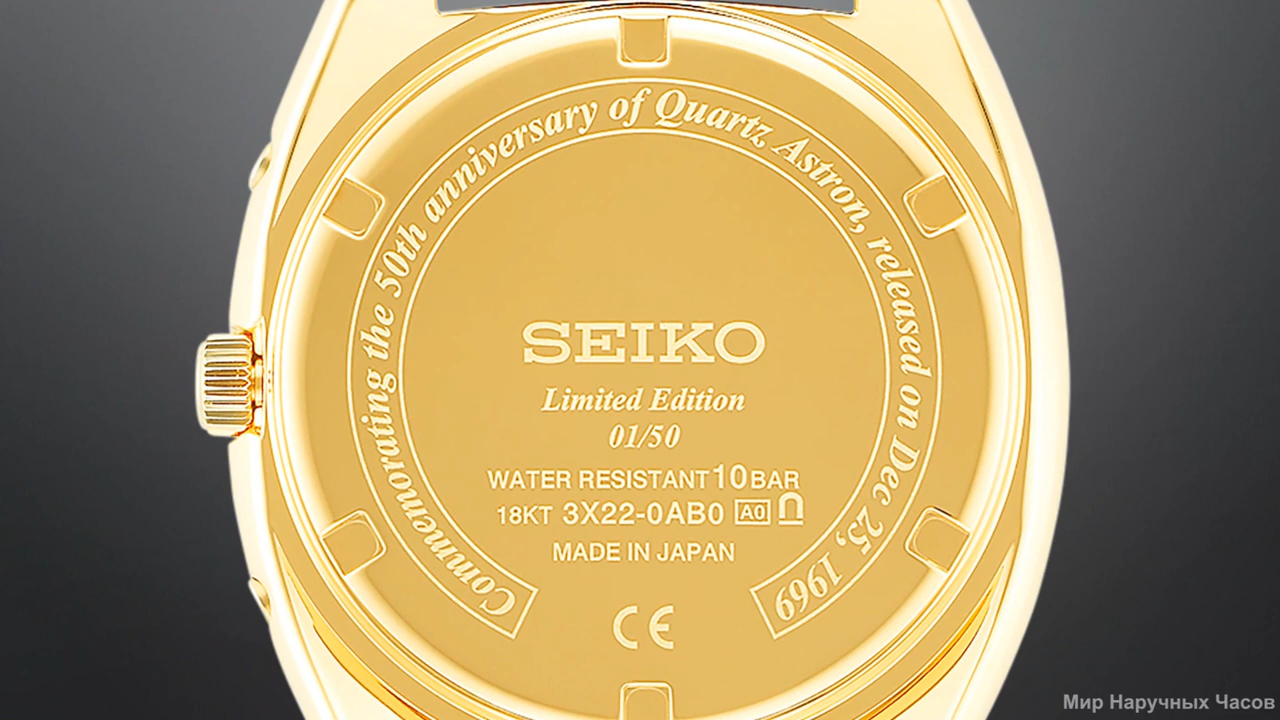 Commemorating the 50th anniversary of Quartz Astron, released on Dec 25, 1969
SEIKO
Limited Edition
01/50
WATER RESISTANT 10 BAR
18KT 3X22-0AB0 A0
MADE IN JAPAN
CE
Мир Наручных Часов